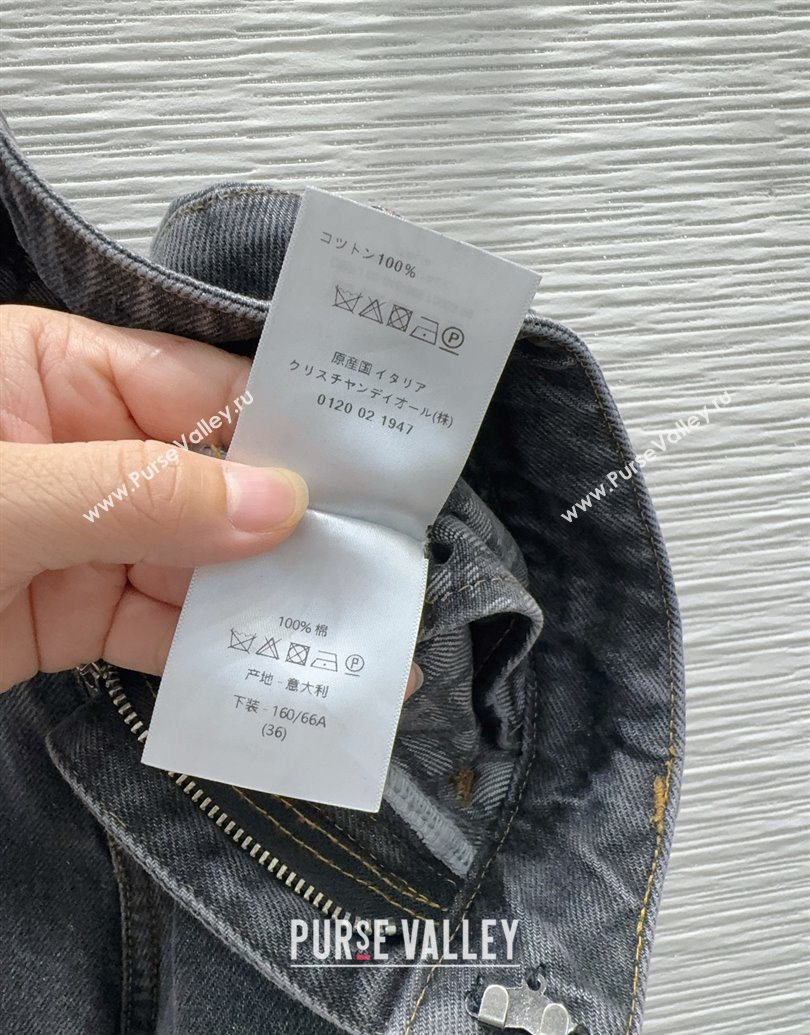 コットン100%
原産国 イタリア
クリスチャンディオール(株)
0120 02 1947
www.PurseValley.ru
www.PurseValley.ru
100% 棉
产地 - 意大利
下装 - 160/66A
(36)
PURSE VALLEY